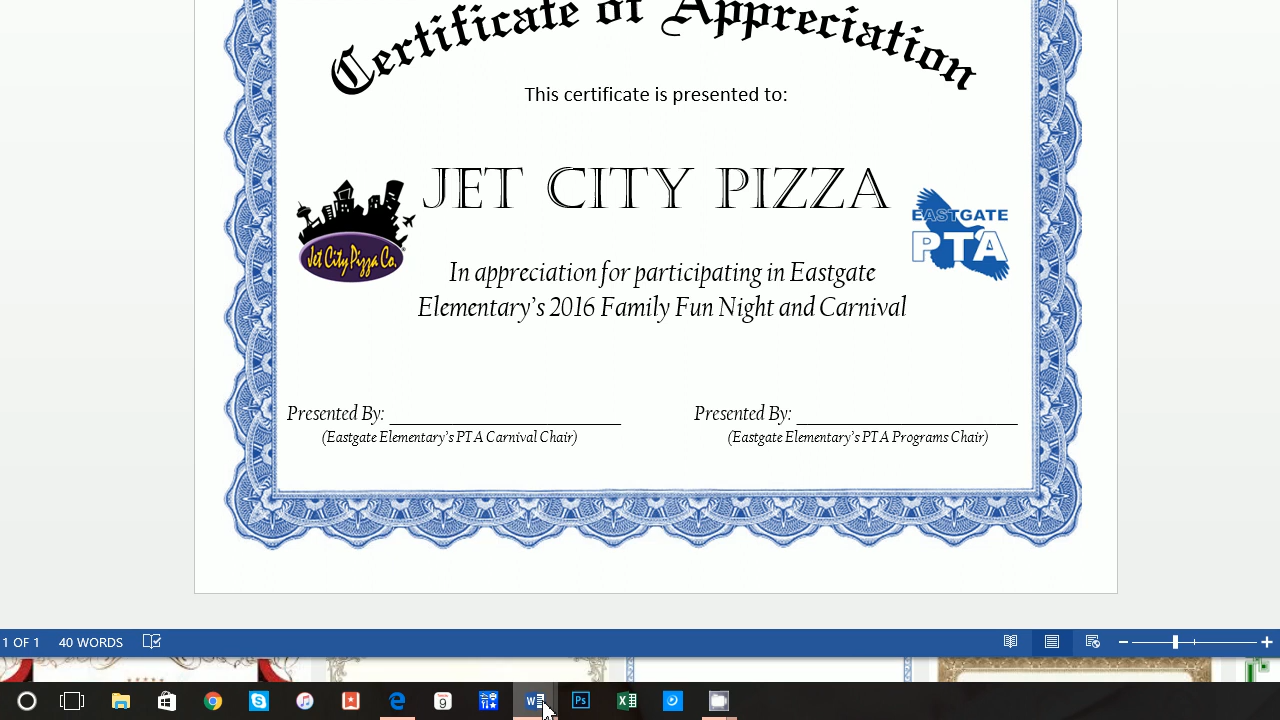 Certificate of Appreciation
This certificate is presented to:
JET CITY PIZZA
Jet City Pizza Co.
EASTGATE
PTA
In appreciation for participating in Eastgate
Elementary's 2016 Family Fun Night and Carnival
Presented By: Presented By:
(Eastgate Elementary's PTA Carnival Chair) (Eastgate Elementary's PTA Programs Chair)
1 OF 1 40 WORDS
9
Ps